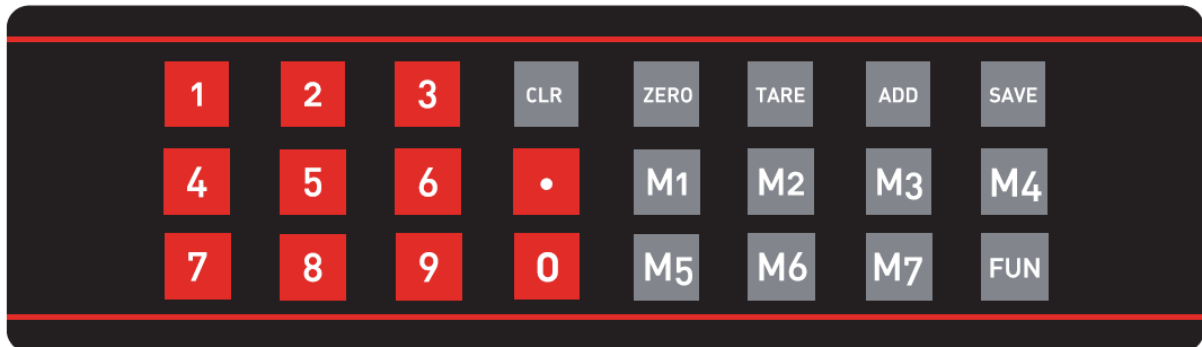 1 2 3 CLR ZERO TARE ADD SAVE
4 5 6 • M1 M2 M3 M4
7 8 9 0 M5 M6 M7 FUN